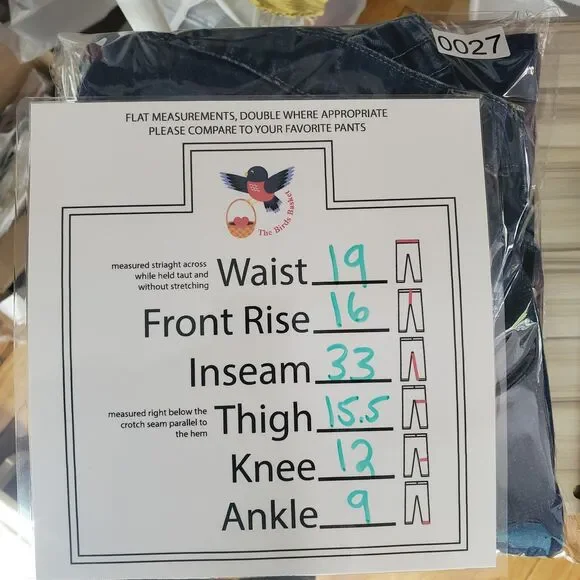 0027
FLAT MEASUREMENTS, DOUBLE WHERE APPROPRIATE
PLEASE COMPARE TO YOUR FAVORITE PANTS
The Birds Basket
measured striaght across
while held taut and
without stretching
Waist 19
Front Rise 16
Inseam 33
measured right below the
crotch seam parallel to
the hem
Thigh 15.5
Knee 12
Ankle 9